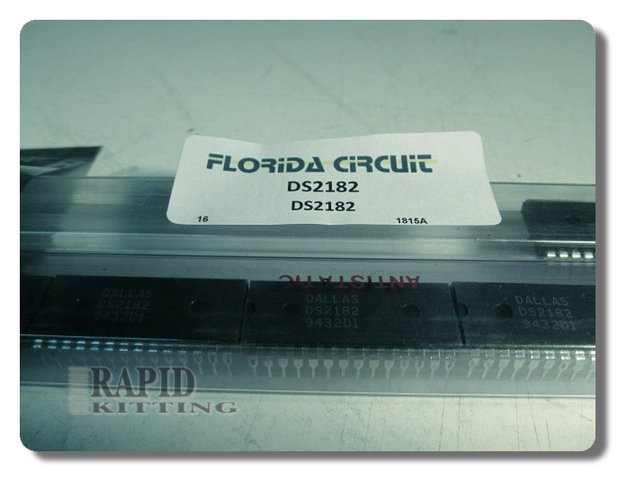 FLORIDA CIRCUIT
DS2182
DS2182
16 1815A
ANTISTATIC
DALLAS
DS2182
9432D1
DALLAS
DS2182
9432D1
DALLAS
DS2182
9432D1
RAPID
KITTING